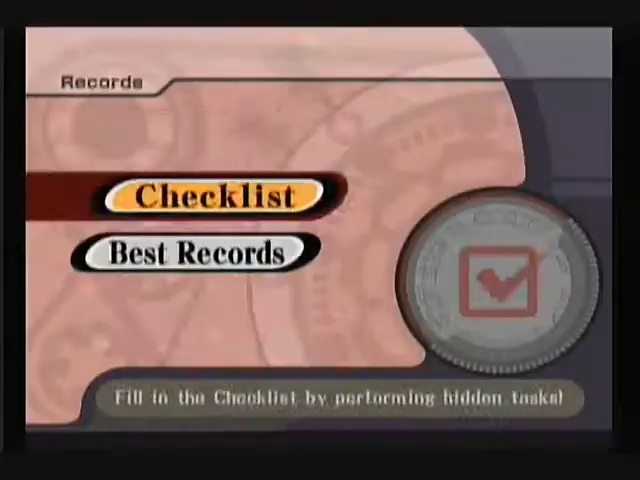 Records
Checklist
Best Records
Fill in the Checklist by performing hidden tasks!